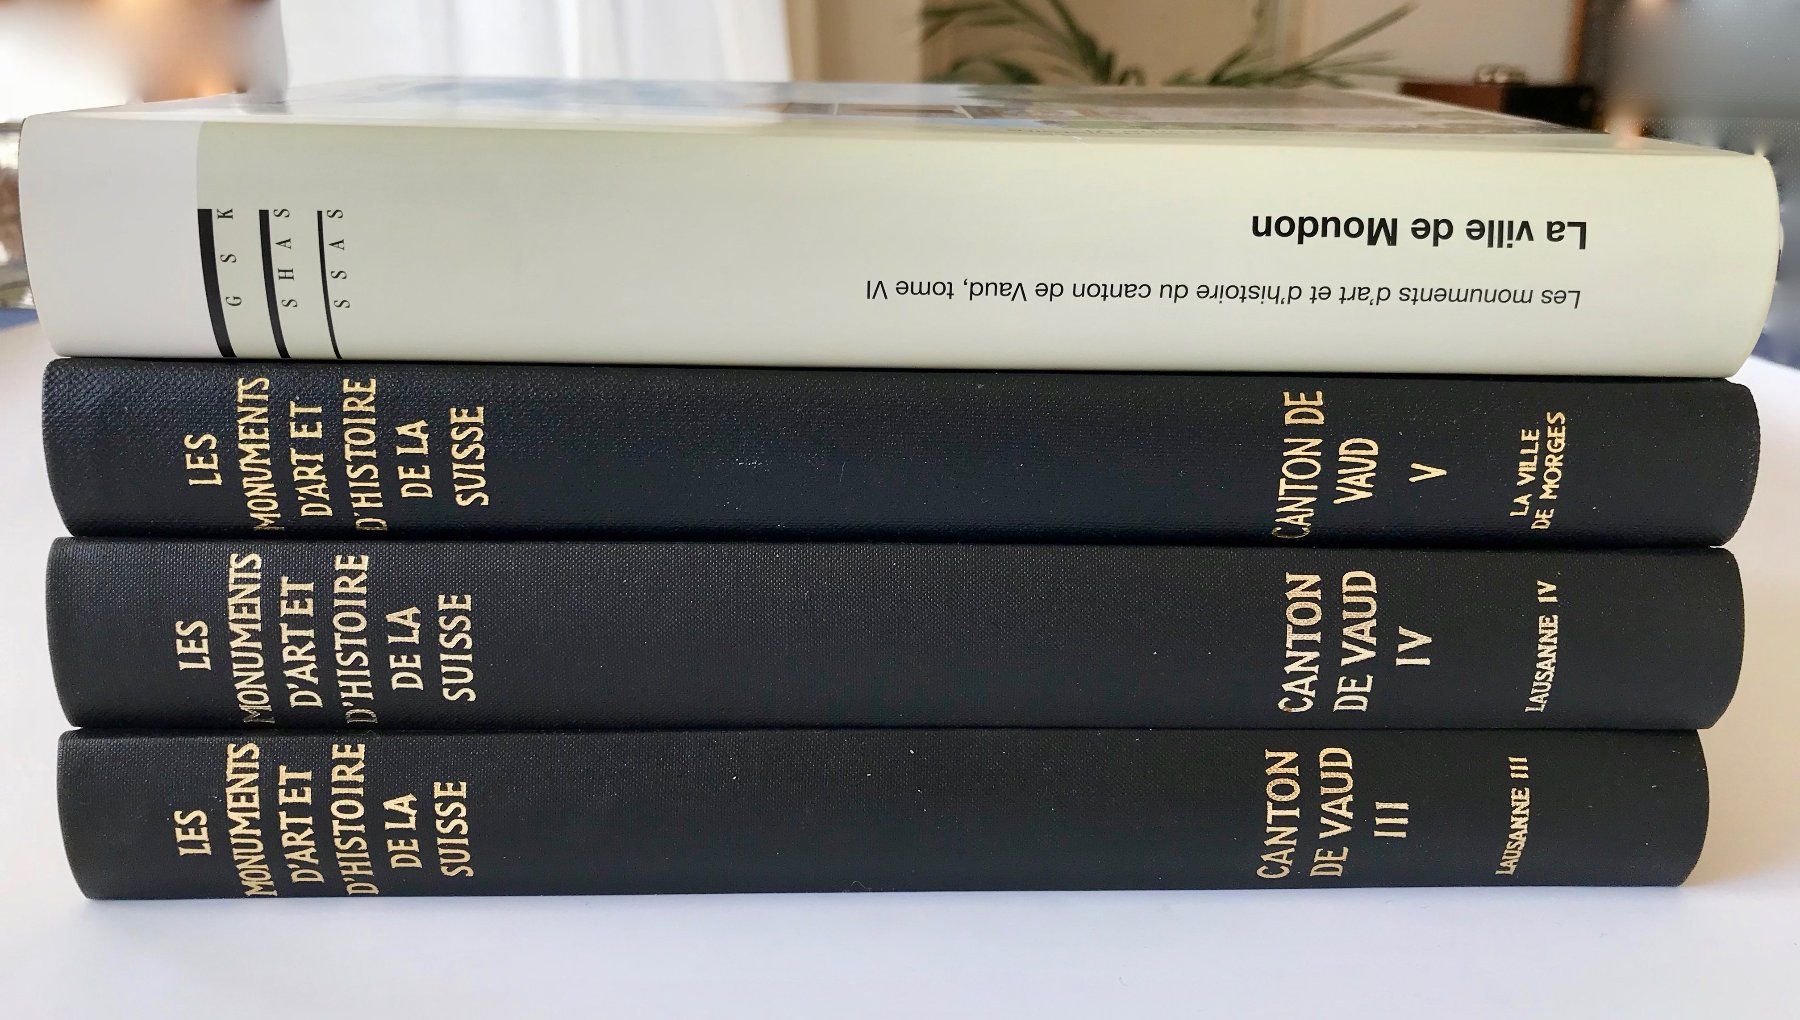 La ville de Moudon
Les monuments d'art et d'histoire du canton de Vaud, tome VI
G S K
S H A S
S S A S
LES
MONUMENTS
D'ART ET
D'HISTOIRE
DE LA
SUISSE
CANTON DE
VAUD
V
LA VILLE
DE MORGES
LES
MONUMENTS
D'ART ET
D'HISTOIRE
DE LA
SUISSE
CANTON
DE VAUD
IV
LAUSANNE IV
LES
MONUMENTS
D'ART ET
D'HISTOIRE
DE LA
SUISSE
CANTON
DE VAUD
III
LAUSANNE III